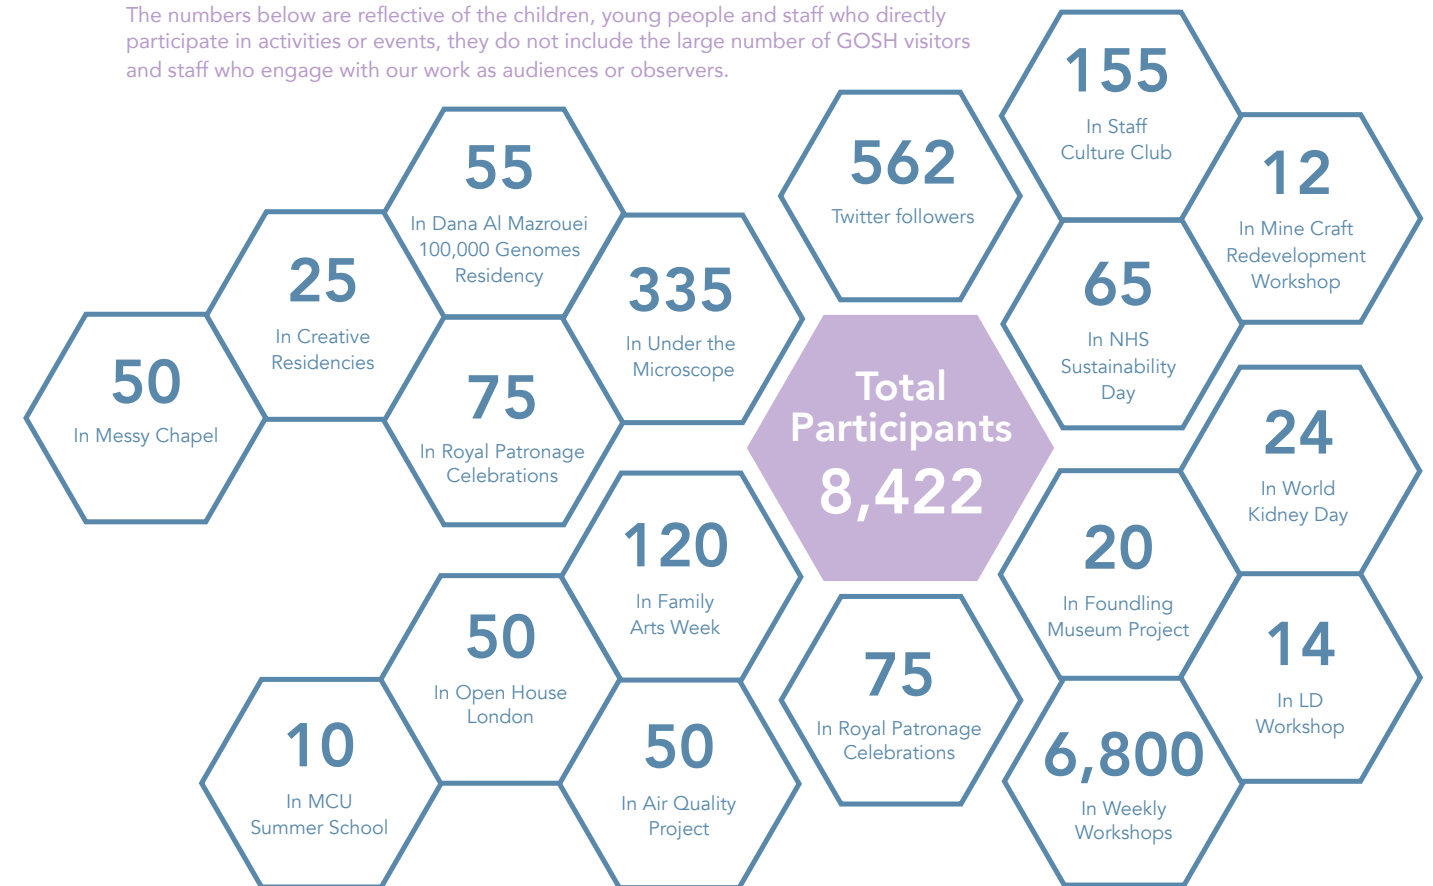 The numbers below are reflective of the children, young people and staff who directly
participate in activities or events, they do not include the large number of GOSH visitors
and staff who engage with our work as audiences or observers.
155
In Staff
Culture Club
562
Twitter followers
55
In Dana Al Mazrouei
100,000 Genomes
Residency
12
In Mine Craft
Redevelopment
Workshop
25
In Creative
Residencies
335
In Under the
Microscope
65
In NHS
Sustainability
Day
50
In Messy Chapel
75
In Royal Patronage
Celebrations
Total
Participants
8,422
24
In World
Kidney Day
120
In Family
Arts Week
20
In Foundling
Museum Project
50
In Open House
London
75
In Royal Patronage
Celebrations
14
In LD
Workshop
10
In MCU
Summer School
50
In Air Quality
Project
6,800
In Weekly
Workshops